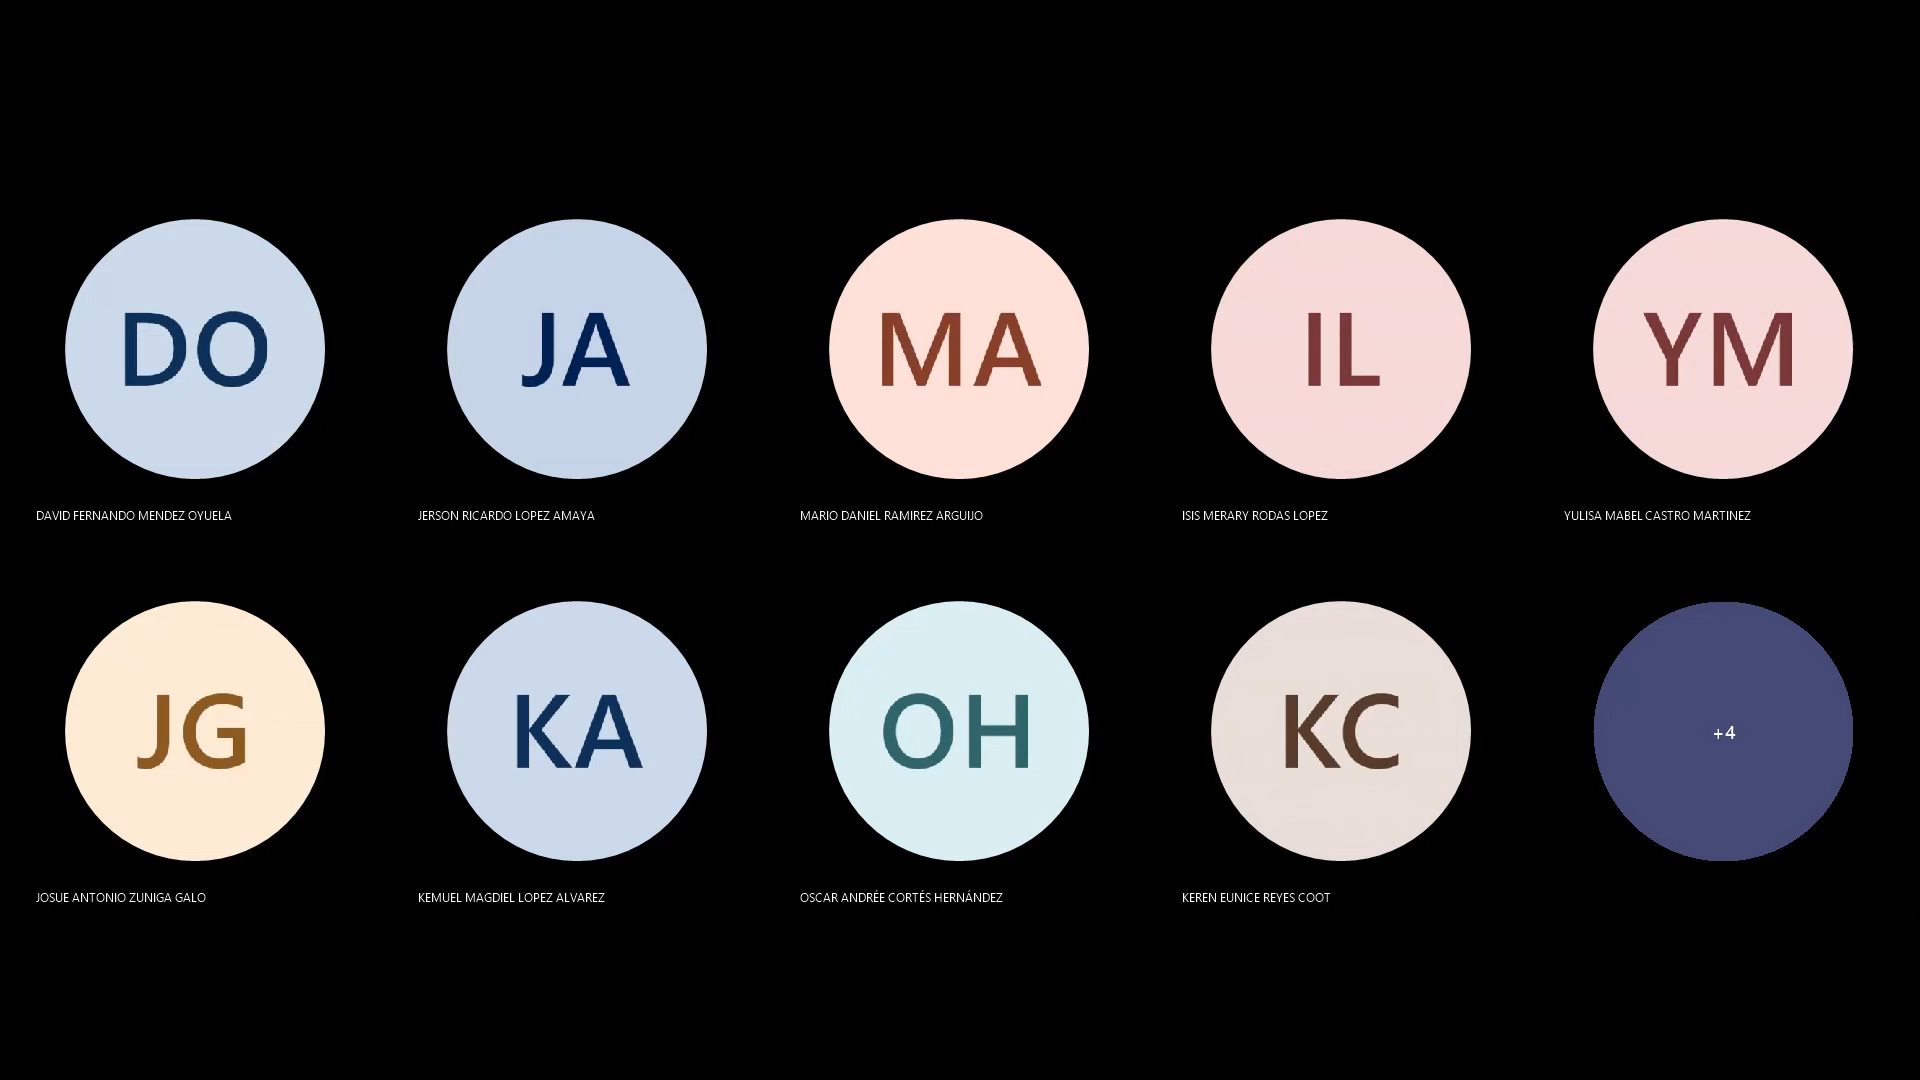 DO
JA
MA
IL
YM
DAVID FERNANDO MENDEZ OYUELA
JERSON RICARDO LOPEZ AMAYA
MARIO DANIEL RAMIREZ ARGUIJO
ISIS MERARY RODAS LOPEZ
YULISA MABEL CASTRO MARTINEZ
JG
KA
OH
KC
+4
JOSUE ANTONIO ZUNIGA GALO
KEMUEL MAGDIEL LOPEZ ALVAREZ
OSCAR ANDRÉE CORTÉS HERNÁNDEZ
KEREN EUNICE REYES COOT